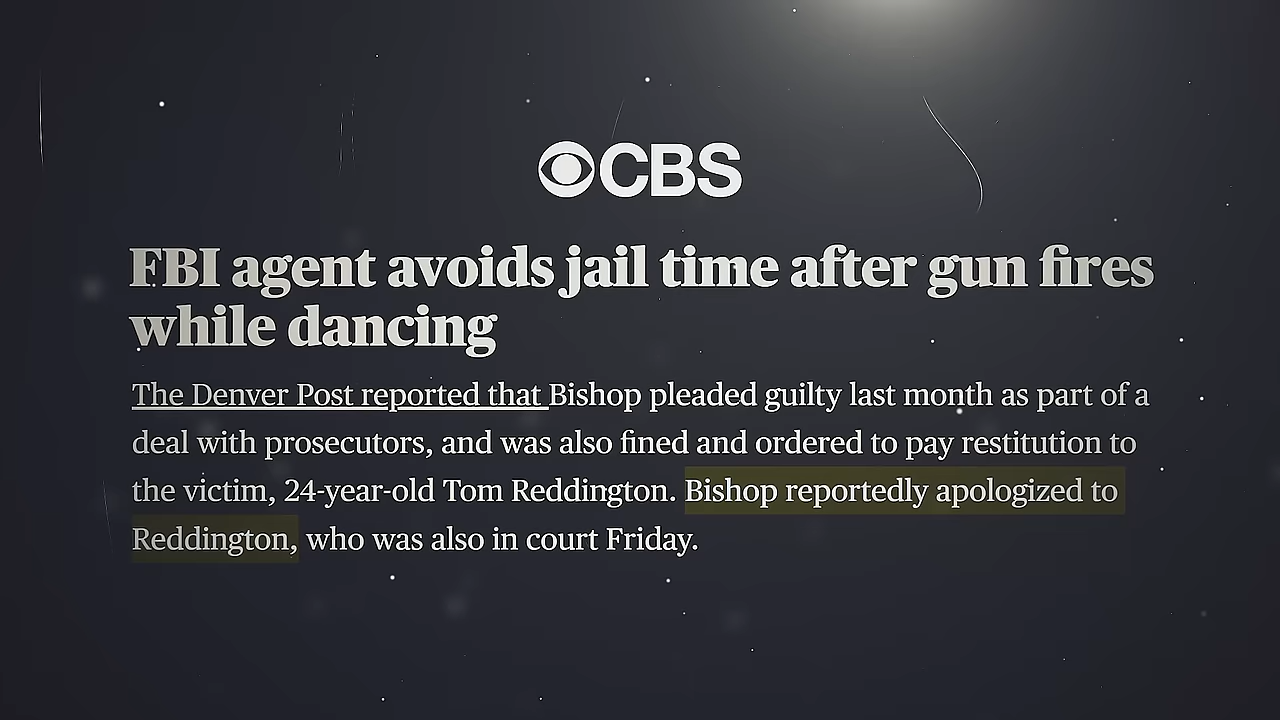 CBS
FBI agent avoids jail time after gun fires
while dancing
The Denver Post reported that Bishop pleaded guilty last month as part of a
deal with prosecutors, and was also fined and ordered to pay restitution to
the victim, 24-year-old Tom Reddington. Bishop reportedly apologized to
Reddington, who was also in court Friday.